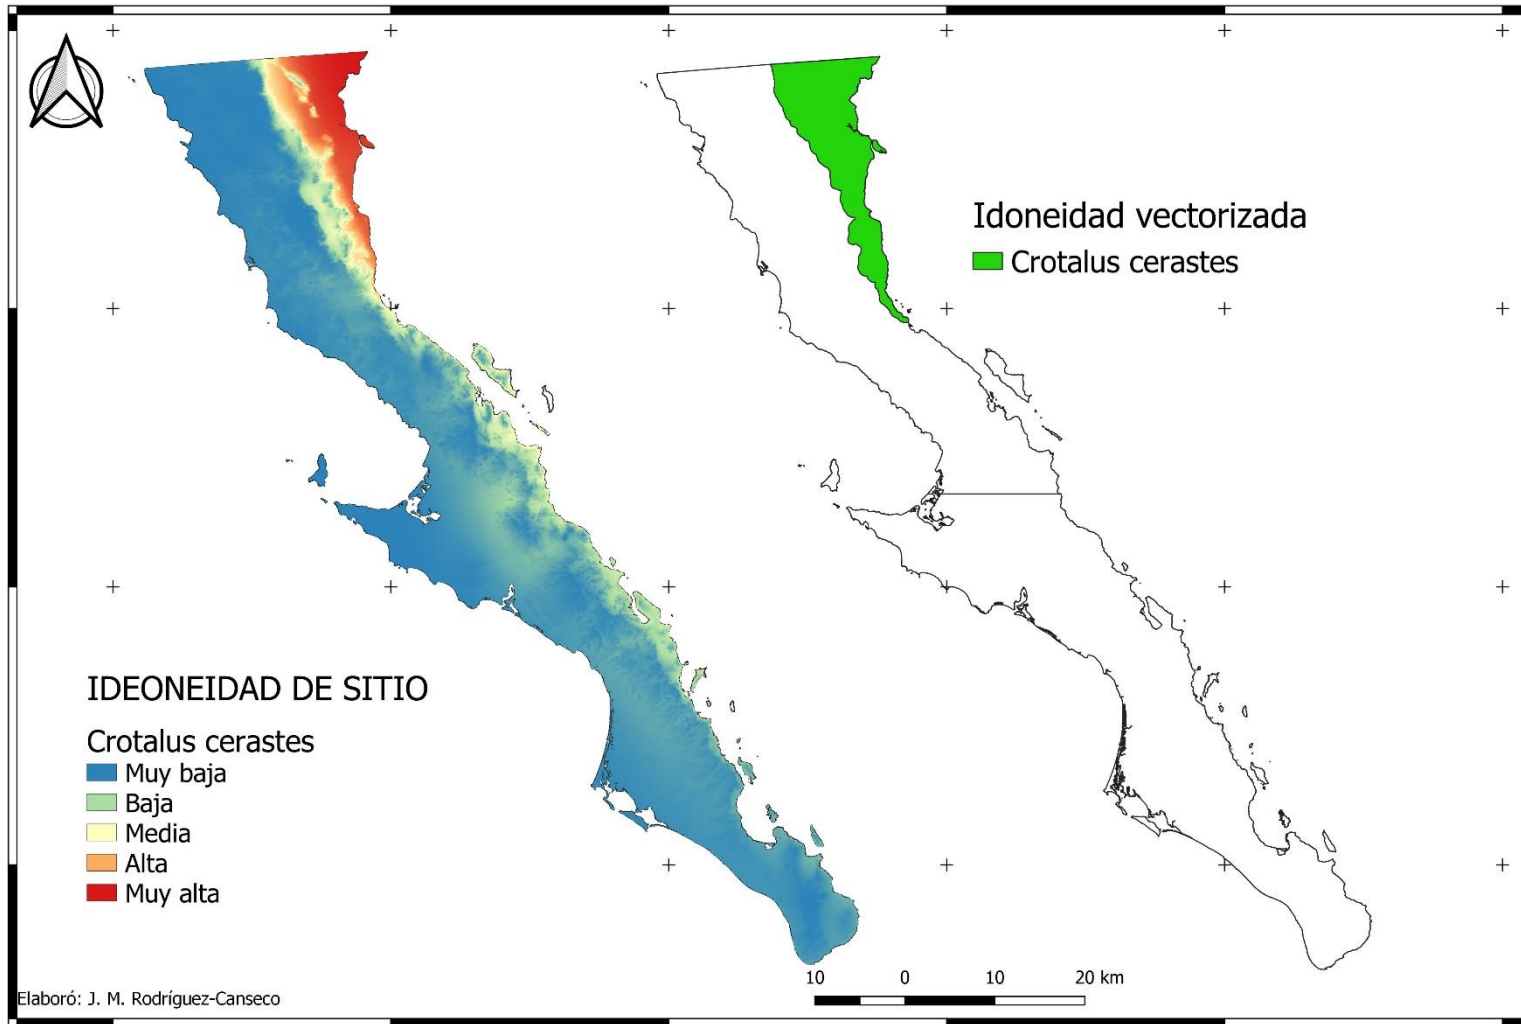 Idoneidad vectorizada
Crotalus cerastes
IDEONEIDAD DE SITIO
Crotalus cerastes
Muy baja
Baja
Media
Alta
Muy alta
10 0 10 20 km
Elaboró: J. M. Rodríguez-Canseco